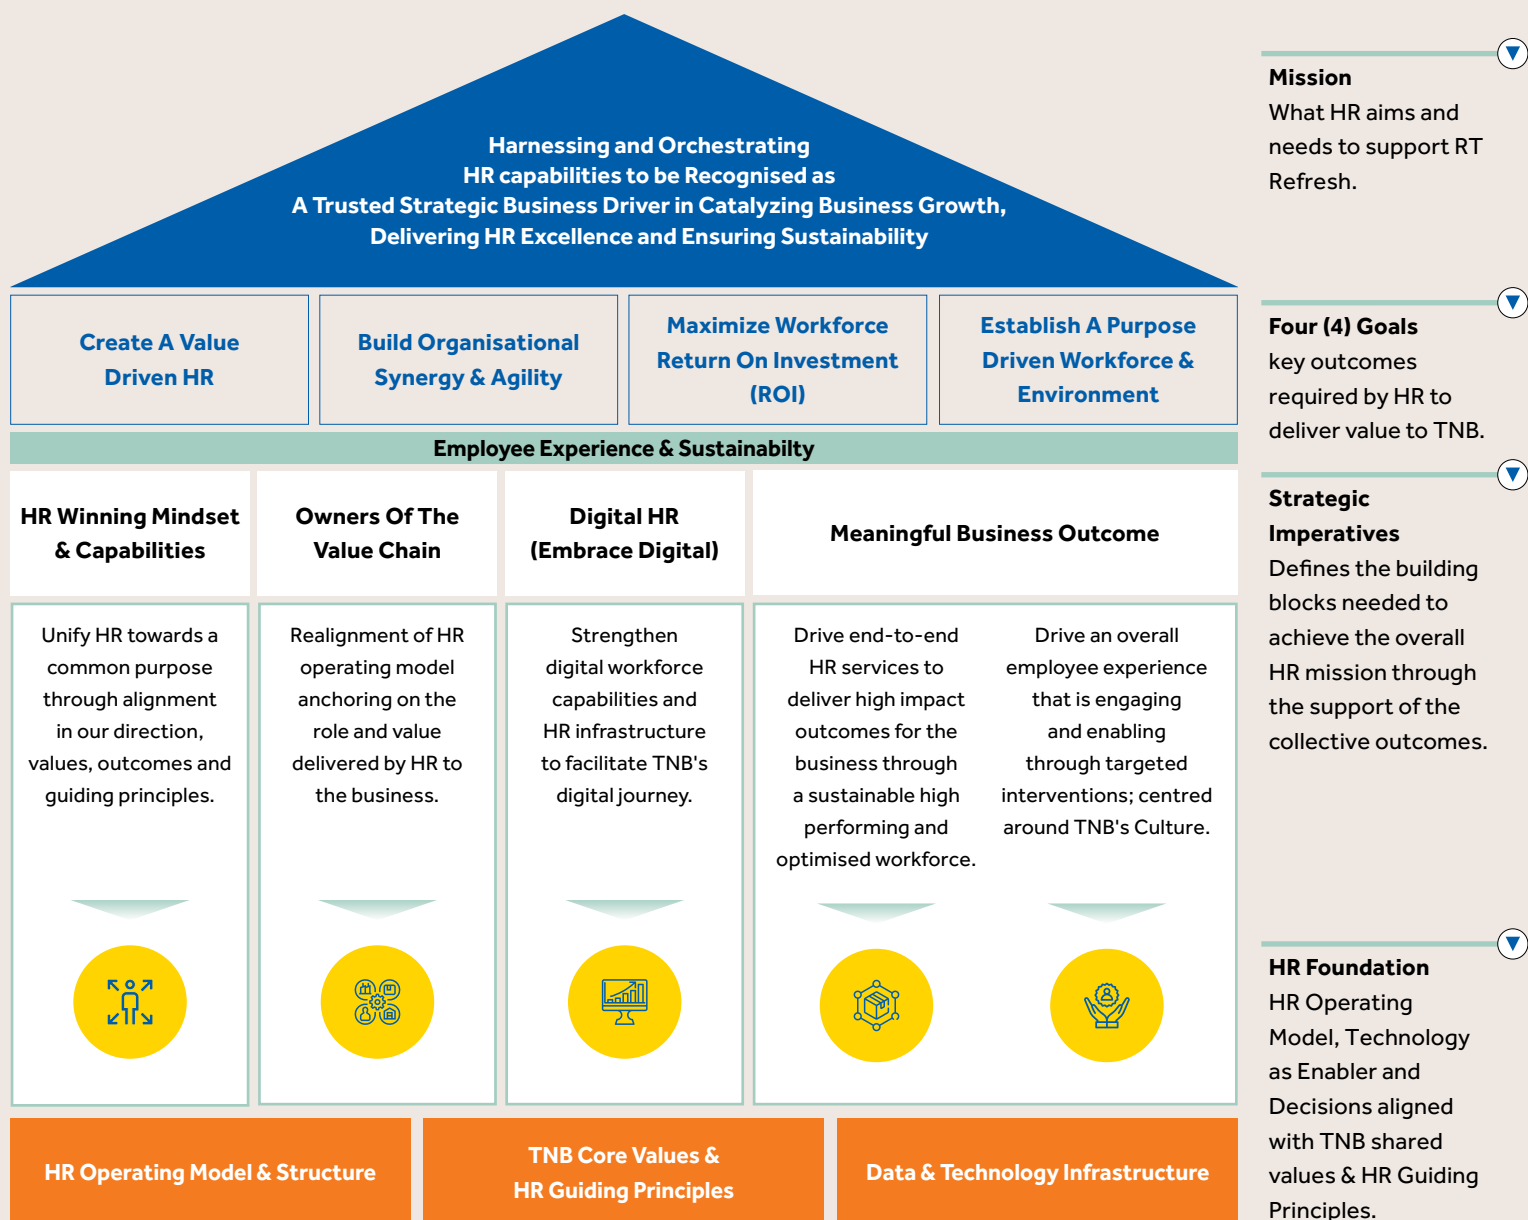 Harnessing and Orchestrating
HR capabilities to be Recognised as
A Trusted Strategic Business Driver in Catalyzing Business Growth,
Delivering HR Excellence and Ensuring Sustainability
Mission
What HR aims and
needs to support RT
Refresh.
Create A Value
Driven HR
Build Organisational
Synergy & Agility
Maximize Workforce
Return On Investment
(ROI)
Establish A Purpose
Driven Workforce &
Environment
Four (4) Goals
key outcomes
required by HR to
deliver value to TNB.
Employee Experience & Sustainabilty
HR Winning Mindset
& Capabilities
Owners Of The
Value Chain
Digital HR
(Embrace Digital)
Meaningful Business Outcome
Strategic
Imperatives
Defines the building
blocks needed to
achieve the overall
HR mission through
the support of the
collective outcomes.
Unify HR towards a
common purpose
through alignment
in our direction,
values, outcomes and
guiding principles.
Realignment of HR
operating model
anchoring on the
role and value
delivered by HR to
the business.
Strengthen
digital workforce
capabilities and
HR infrastructure
to facilitate TNB's
digital journey.
Drive end-to-end
HR services to
deliver high impact
outcomes for the
business through
a sustainable high
performing and
optimised workforce.
Drive an overall
employee experience
that is engaging
and enabling
through targeted
interventions; centred
around TNB's Culture.
HR Operating Model & Structure
TNB Core Values &
HR Guiding Principles
Data & Technology Infrastructure
HR Foundation
HR Operating
Model, Technology
as Enabler and
Decisions aligned
with TNB shared
values & HR Guiding
Principles.